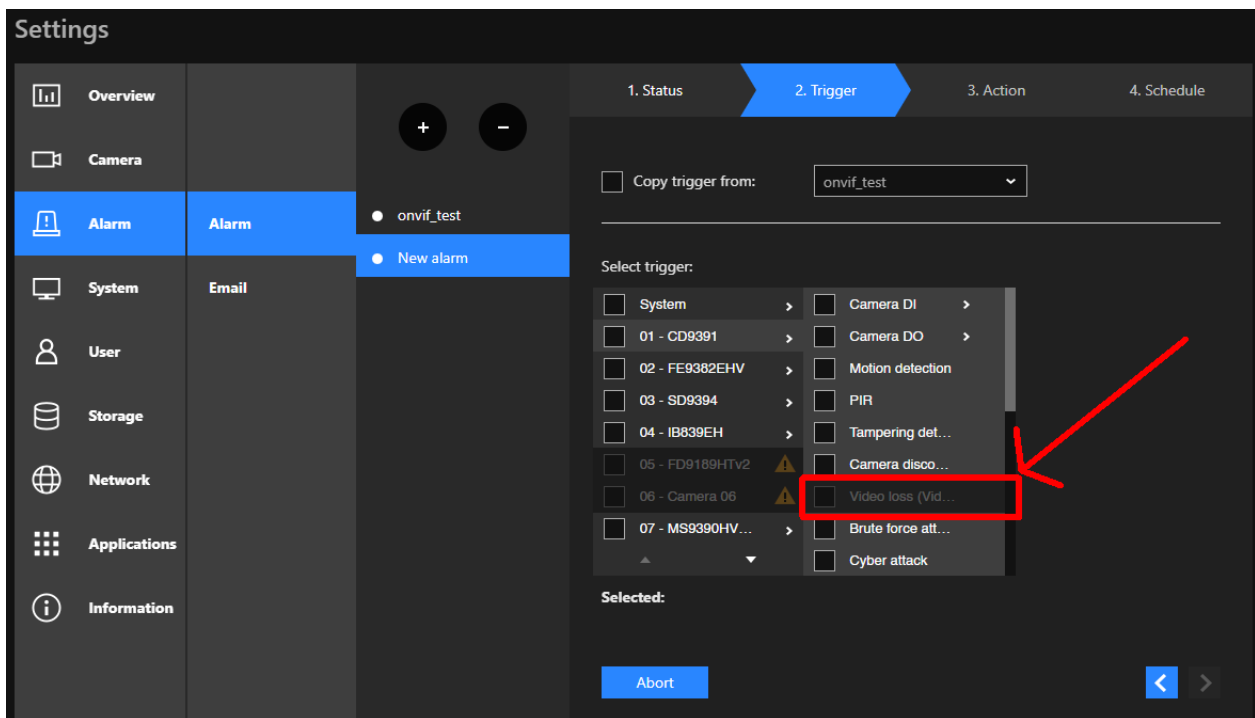 Settings
Overview
Camera
Alarm
System
User
Storage
Network
Applications
Information
Alarm
Email
+
−
onvif_test
New alarm
1. Status
2. Trigger
3. Action
4. Schedule
Copy trigger from:
onvif_test
Select trigger:
System
01 - CD9391
02 - FE9382EHV
03 - SD9394
04 - IB839EH
05 - FD9189HTv2
06 - Camera 06
07 - MS9390HV...
Camera DI
Camera DO
Motion detection
PIR
Tampering det...
Camera disco...
Video loss (Vid...
Brute force att...
Cyber attack
Selected:
Abort